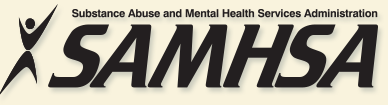 Substance Abuse and Mental Health Services Administration
SAMHSA